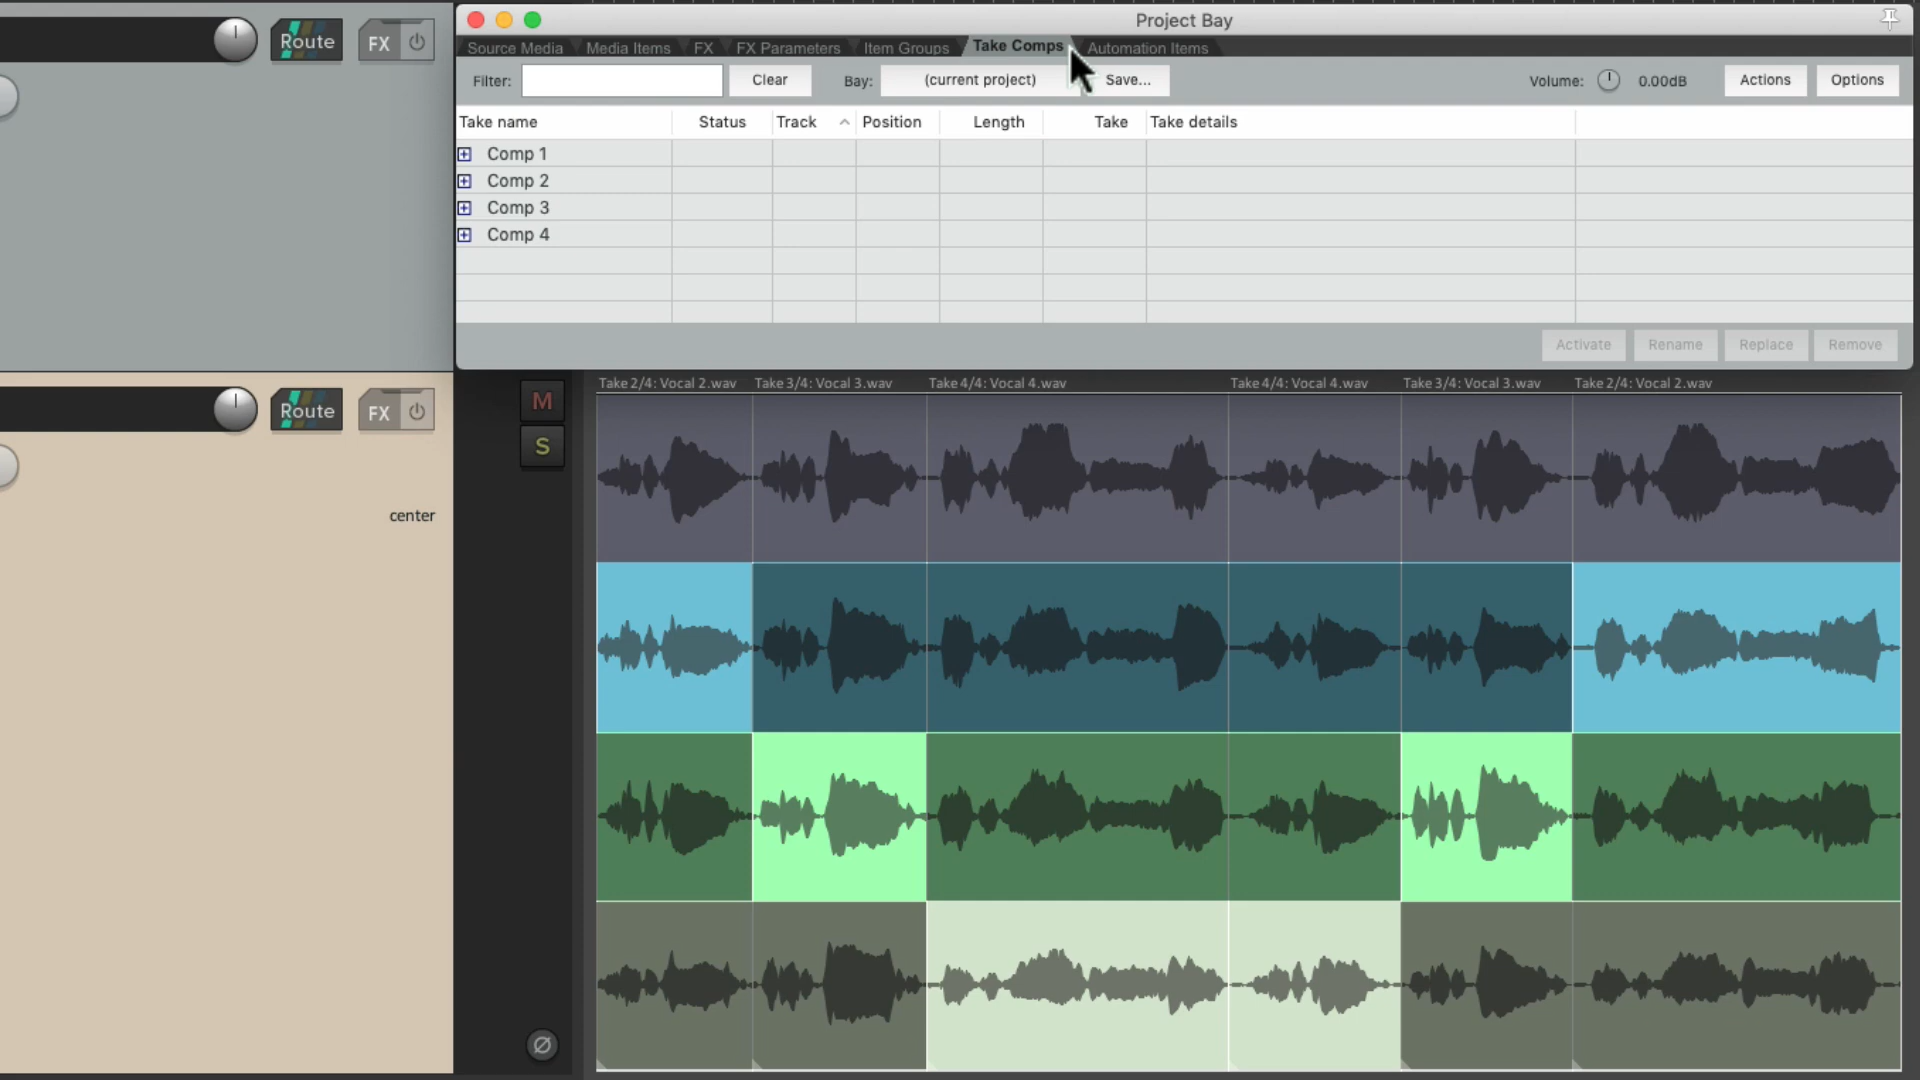 Project Bay
Source Media Media Items FX FX Parameters Item Groups Take Comps Automation Items
Filter: Clear Bay: (current project) Save... Volume: 0.00dB Actions Options
Take name Status Track Position Length Take Take details
Comp 1
Comp 2
Comp 3
Comp 4
Activate Rename Replace Remove
Route FX
Route FX
center
M
S
Take 2/4: Vocal 2.wav Take 3/4: Vocal 3.wav Take 4/4: Vocal 4.wav Take 4/4: Vocal 4.wav Take 3/4: Vocal 3.wav Take 2/4: Vocal 2.wav